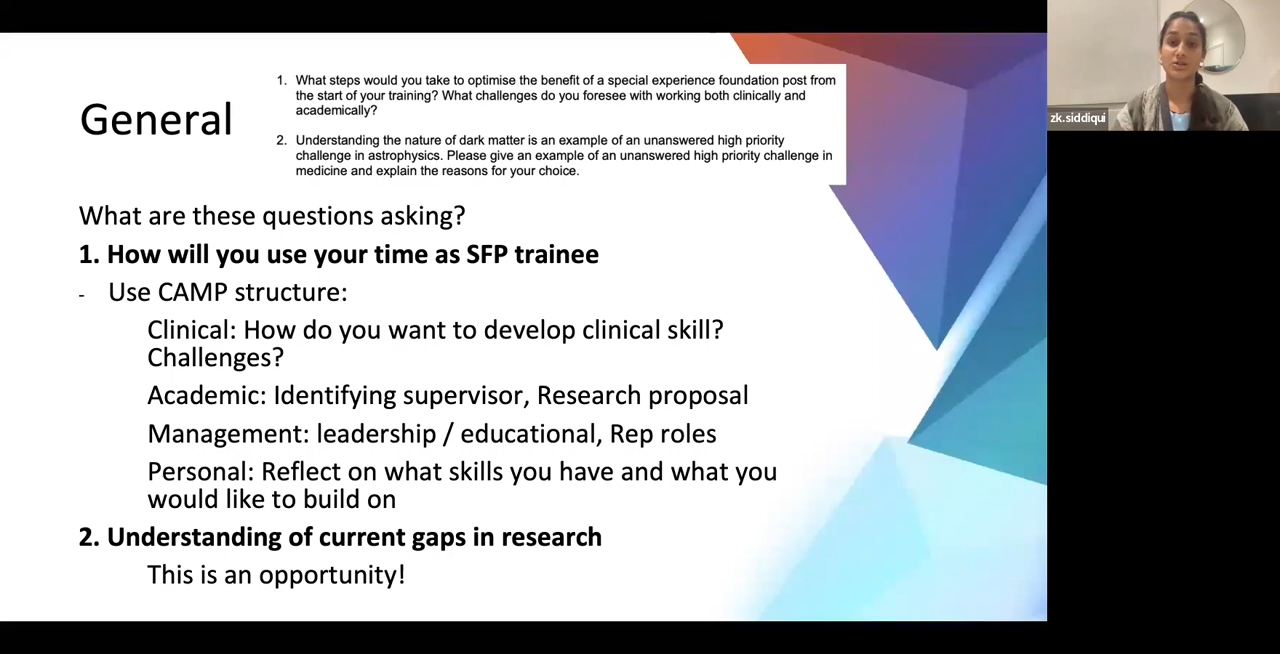 General
1. What steps would you take to optimise the benefit of a special experience foundation post from
the start of your training? What challenges do you foresee with working both clinically and
academically?
2. Understanding the nature of dark matter is an example of an unanswered high priority
challenge in astrophysics. Please give an example of an unanswered high priority challenge in
medicine and explain the reasons for your choice.
What are these questions asking?
1. How will you use your time as SFP trainee
- Use CAMP structure:
Clinical: How do you want to develop clinical skill?
Challenges?
Academic: Identifying supervisor, Research proposal
Management: leadership / educational, Rep roles
Personal: Reflect on what skills you have and what you
would like to build on
2. Understanding of current gaps in research
This is an opportunity!
zk.siddiqui